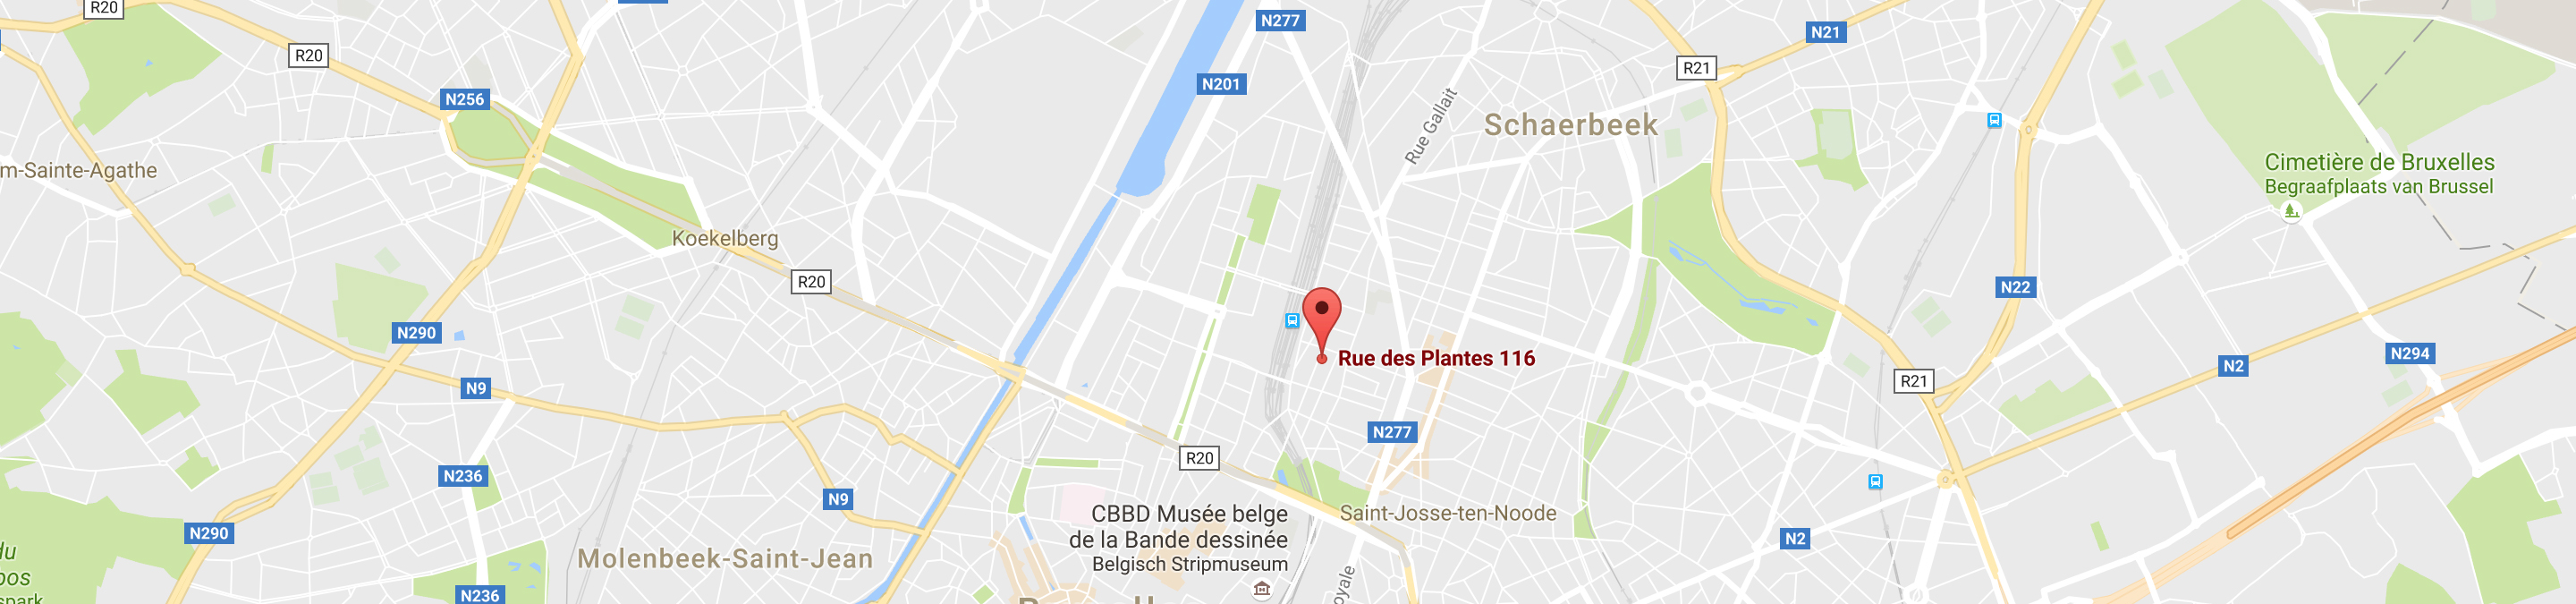 R20
N277
N21
R20
R21
N201
N256
Rue Gallait
Schaerbeek
m-Sainte-Agathe
Cimetière de Bruxelles
Begraafplaats van Brussel
Koekelberg
R20
N22
N290
N294
Rue des Plantes 116
N2
R21
N9
N277
R20
N236
N9
CBBD Musée belge
de la Bande dessinée
Belgisch Stripmuseum
Saint-Josse-ten-Noode
N290
N2
du
bos
spark
Molenbeek-Saint-Jean
oyale
N236